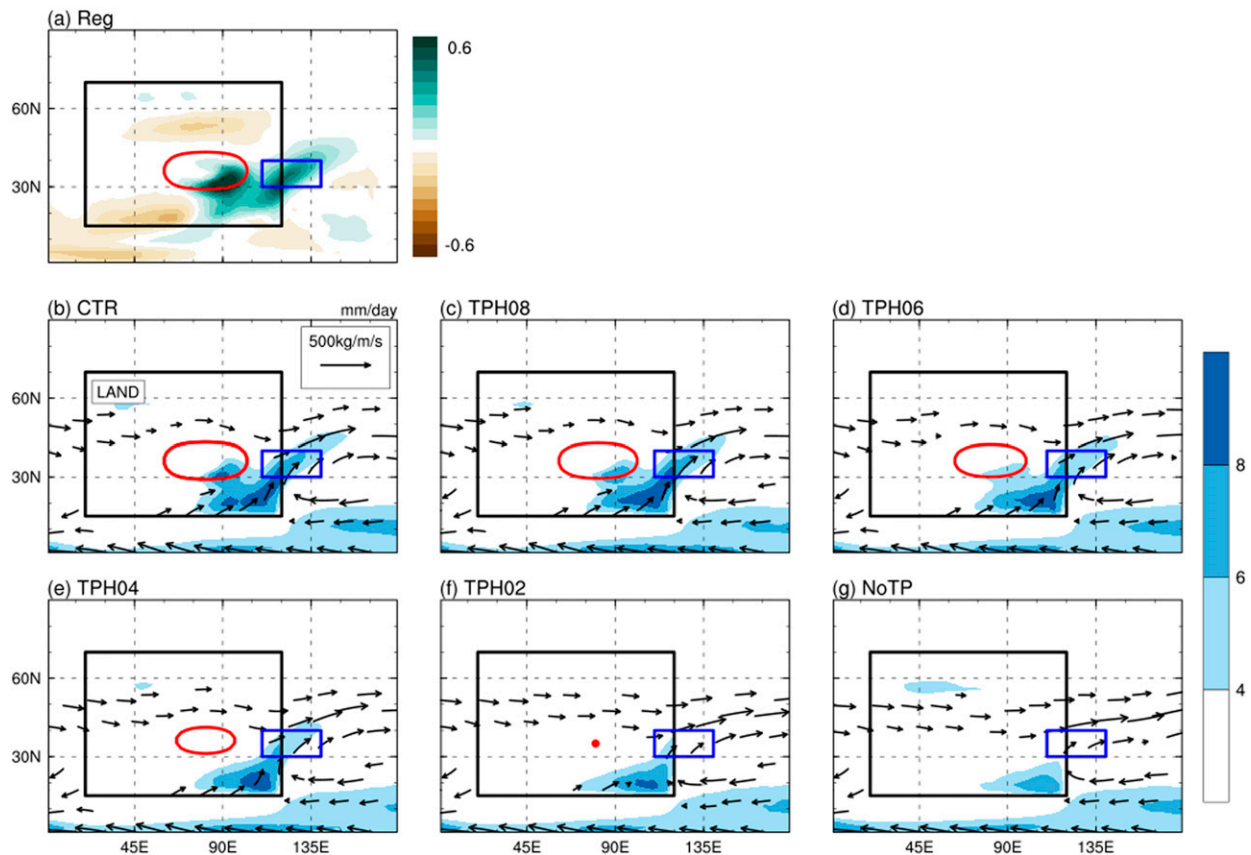 (a) Reg
0.6
60N
30N
-0.6
(b) CTR
mm/day
(c) TPH08
(d) TPH06
500kg/m/s
LAND
60N
30N
8
6
4
(e) TPH04
(f) TPH02
(g) NoTP
60N
30N
45E
90E
135E
45E
90E
135E
45E
90E
135E